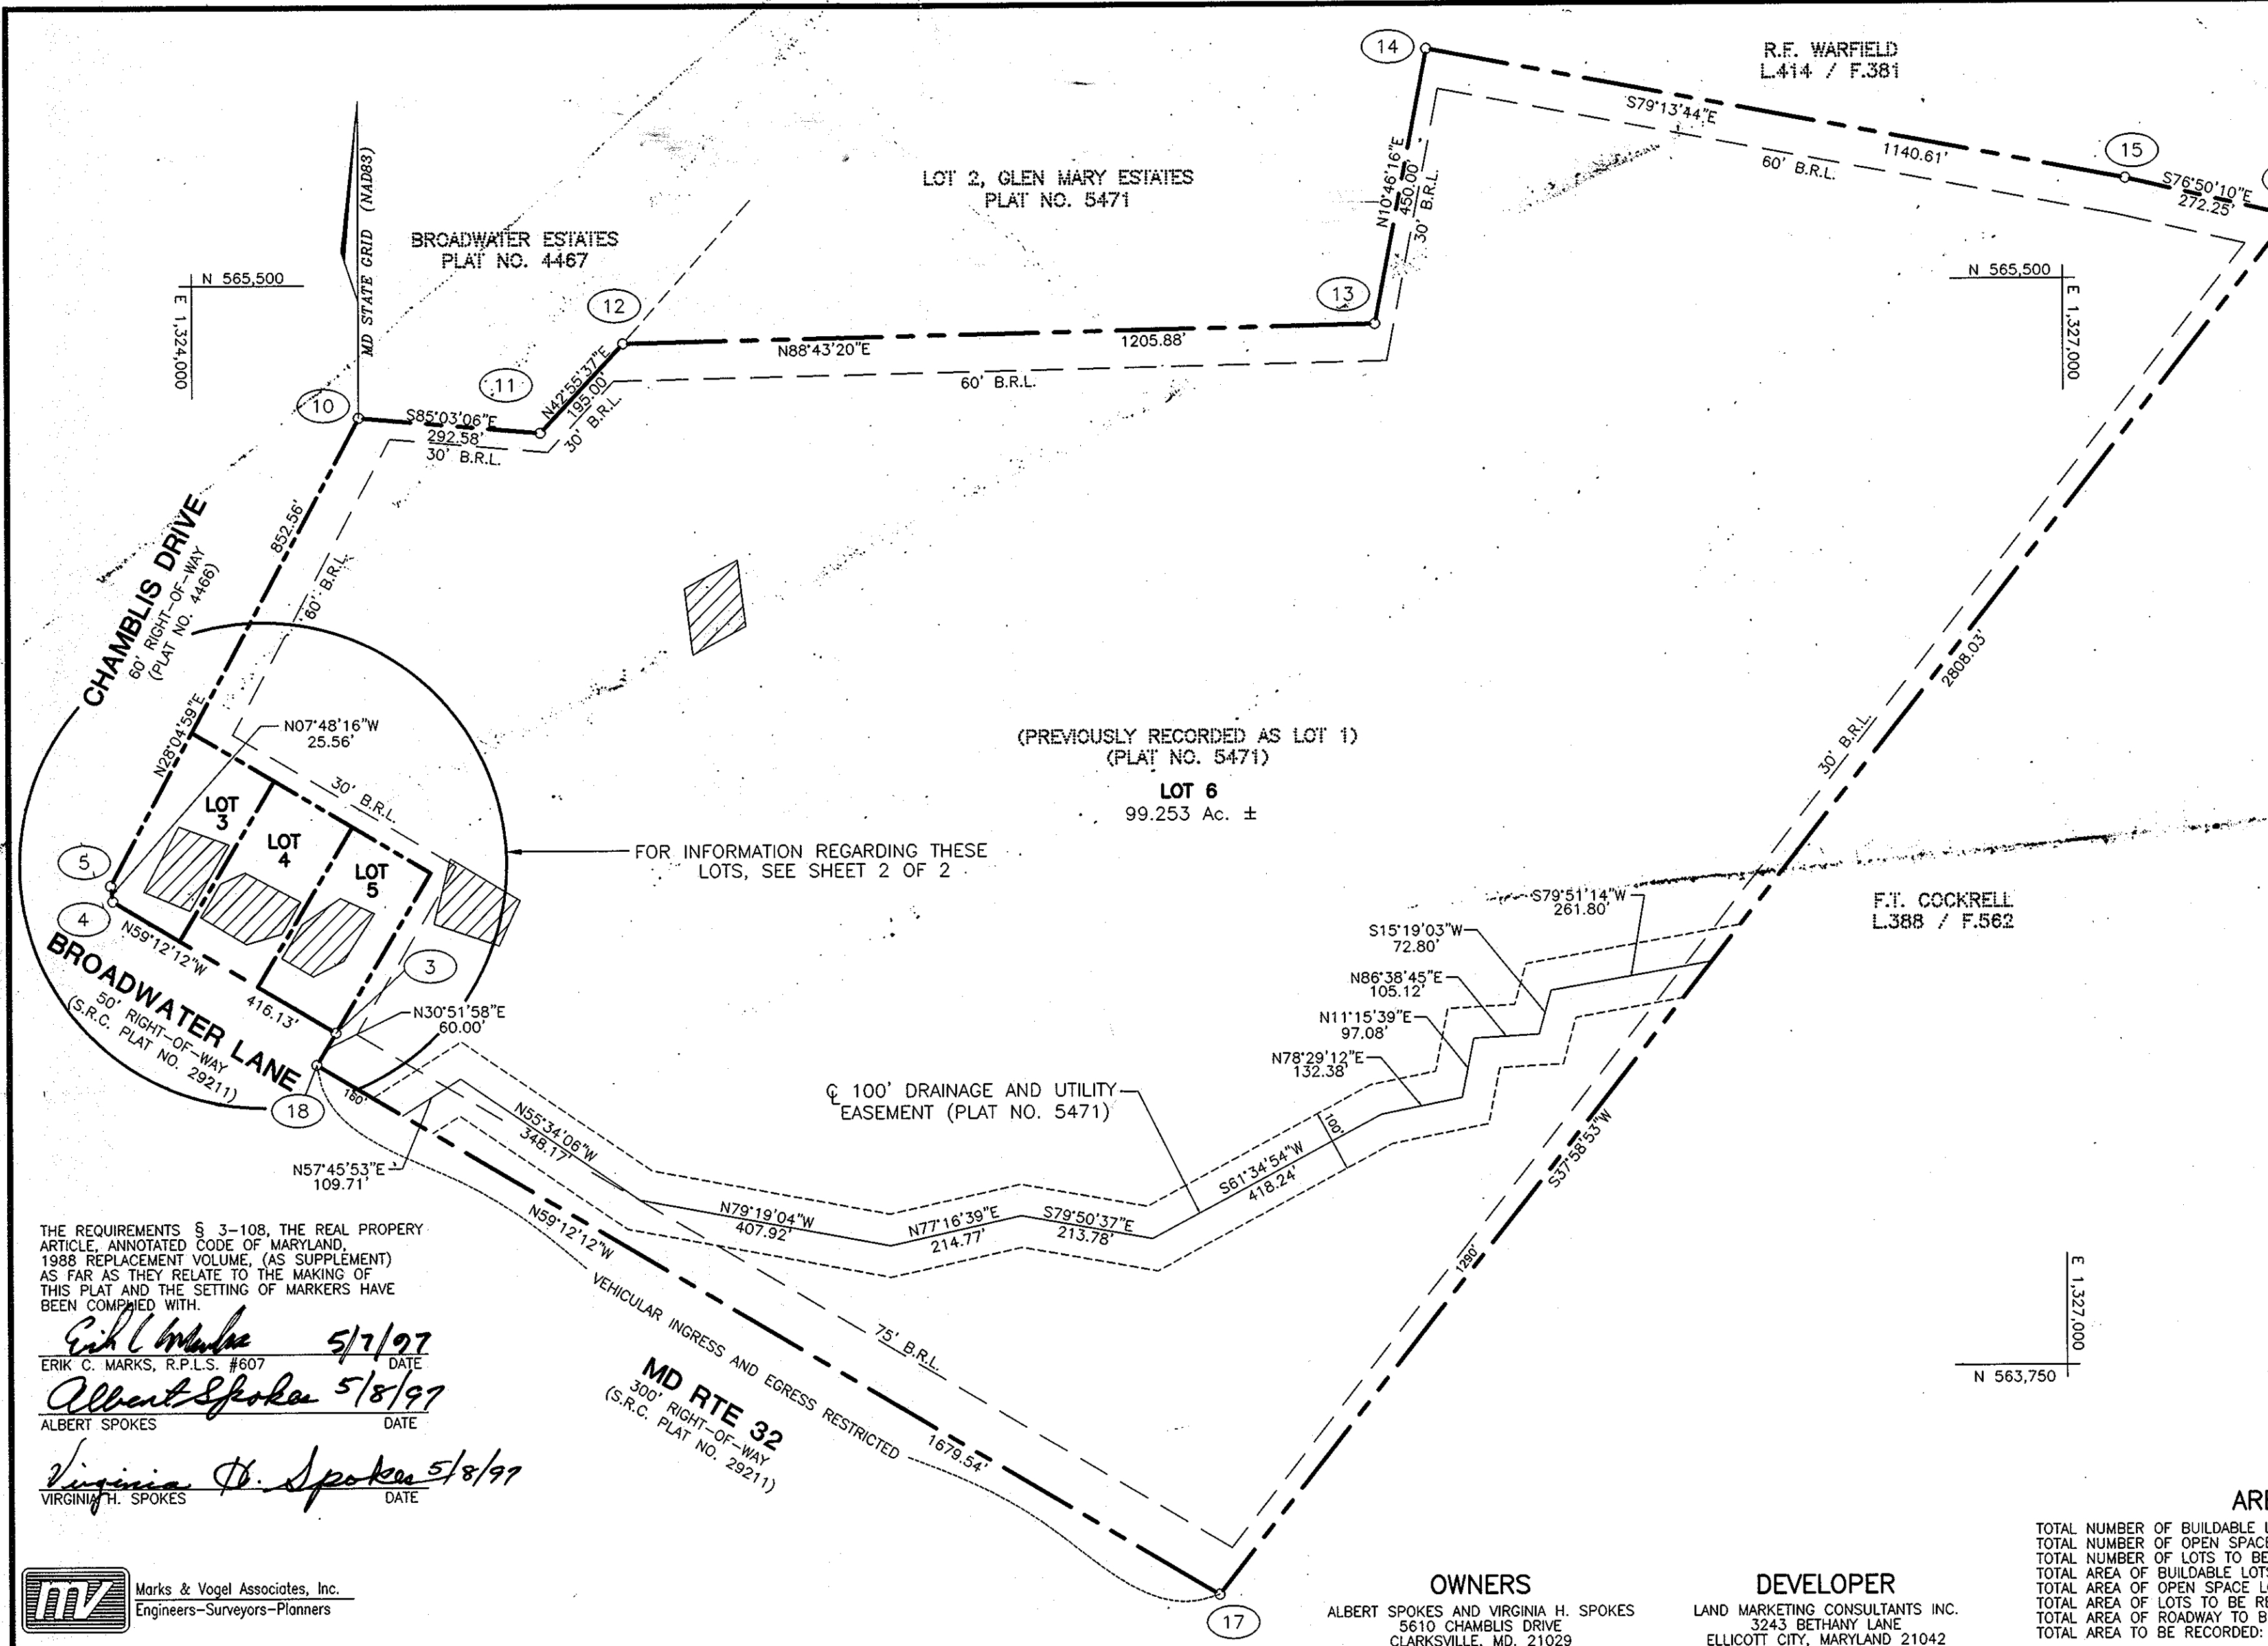 14
R.F. WARFIELD
L.414 / F.381
S79°13'44"E
1140.61'
60' B.R.L.
15
S76°50'10"E
272.25'
N10°46'16"E
450.00'
30' B.R.L.
LOT 2, GLEN MARY ESTATES
PLAT NO. 5471
MD STATE GRID (NAD83)
BROADWATER ESTATES
PLAT NO. 4467
N 565,500
E 1,324,000
N 565,500
E 1,327,000
12
13
N88°43'20"E
1205.88'
60' B.R.L.
11
N42°55'37"E
195.00'
30' B.R.L.
10
S85°03'06"E
292.58'
30' B.R.L.
852.56'
60' B.R.L.
CHAMBLIS DRIVE
60' RIGHT-OF-WAY
(PLAT NO. 4466)
N28°04'59"E
N07°48'16"W
25.56'
30' B.R.L.
LOT
3
LOT
4
LOT
5
5
4
3
N59°12'12"W
416.13'
BROADWATER LANE
50' RIGHT-OF-WAY
(S.R.C. PLAT NO. 29211)
N30°51'58"E
60.00'
18
160'
FOR INFORMATION REGARDING THESE
LOTS, SEE SHEET 2 OF 2
(PREVIOUSLY RECORDED AS LOT 1)
(PLAT NO. 5471)
LOT 6
99.253 Ac. ±
2808.03'
30' B.R.L.
F.T. COCKRELL
L.388 / F.562
S79°51'14"W
261.80'
S15°19'03"W
72.80'
N86°38'45"E
105.12'
N11°15'39"E
97.08'
N78°29'12"E
132.38'
℄ 100' DRAINAGE AND UTILITY
EASEMENT (PLAT NO. 5471)
100'
S61°34'54"W
418.24'
S37°58'53"W
1290'
N57°45'53"E
109.71'
N55°34'06"W
348.17'
N79°19'04"W
407.92'
N77°16'39"E
214.77'
S79°50'37"E
213.78'
N59°12'12"W
VEHICULAR INGRESS AND EGRESS RESTRICTED
75' B.R.L.
MD RTE 32
300' RIGHT-OF-WAY
(S.R.C. PLAT NO. 29211)
1679.54'
17
E 1,327,000
N 563,750
THE REQUIREMENTS § 3-108, THE REAL PROPERY
ARTICLE, ANNOTATED CODE OF MARYLAND,
1988 REPLACEMENT VOLUME, (AS SUPPLEMENT)
AS FAR AS THEY RELATE TO THE MAKING OF
THIS PLAT AND THE SETTING OF MARKERS HAVE
BEEN COMPLIED WITH.
5/7/97
ERIK C. MARKS, R.P.L.S. #607 DATE
Albert Spokes 5/8/97
ALBERT SPOKES DATE
Virginia H. Spokes 5/8/97
VIRGINIA H. SPOKES DATE
mv
Marks & Vogel Associates, Inc.
Engineers-Surveyors-Planners
OWNERS
ALBERT SPOKES AND VIRGINIA H. SPOKES
5610 CHAMBLIS DRIVE
CLARKSVILLE, MD. 21029
DEVELOPER
LAND MARKETING CONSULTANTS INC.
3243 BETHANY LANE
ELLICOTT CITY, MARYLAND 21042
TOTAL NUMBER OF BUILDABLE
TOTAL NUMBER OF OPEN SPACE
TOTAL NUMBER OF LOTS TO BE
TOTAL AREA OF BUILDABLE LOTS
TOTAL AREA OF OPEN SPACE
TOTAL AREA OF LOTS TO BE
TOTAL AREA OF ROADWAY TO
TOTAL AREA TO BE RECORDED: